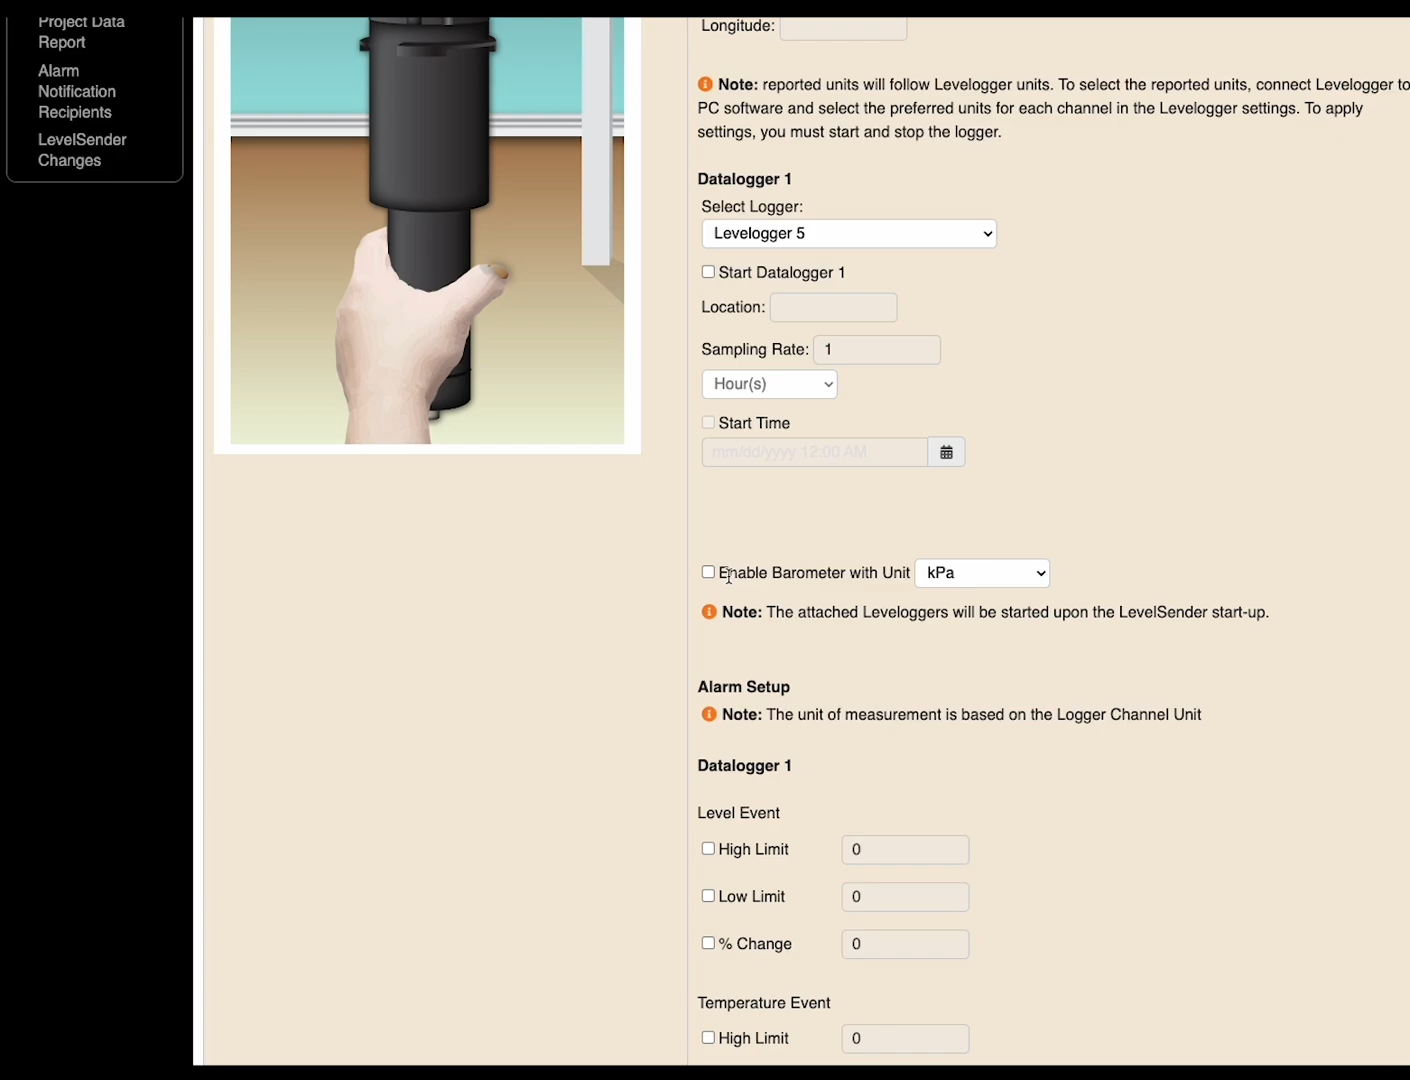 Project Data
Report
Alarm
Notification
Recipients
LevelSender
Changes
Longitude:
Note: reported units will follow Levelogger units. To select the reported units, connect Levelogger to
PC software and select the preferred units for each channel in the Levelogger settings. To apply
settings, you must start and stop the logger.
Datalogger 1
Select Logger:
Levelogger 5
Start Datalogger 1
Location:
Sampling Rate: 1
Hour(s)
Start Time
mm/dd/yyyy 12:00 AM
Enable Barometer with Unit kPa
Note: The attached Leveloggers will be started upon the LevelSender start-up.
Alarm Setup
Note: The unit of measurement is based on the Logger Channel Unit
Datalogger 1
Level Event
High Limit 0
Low Limit 0
% Change 0
Temperature Event
High Limit 0